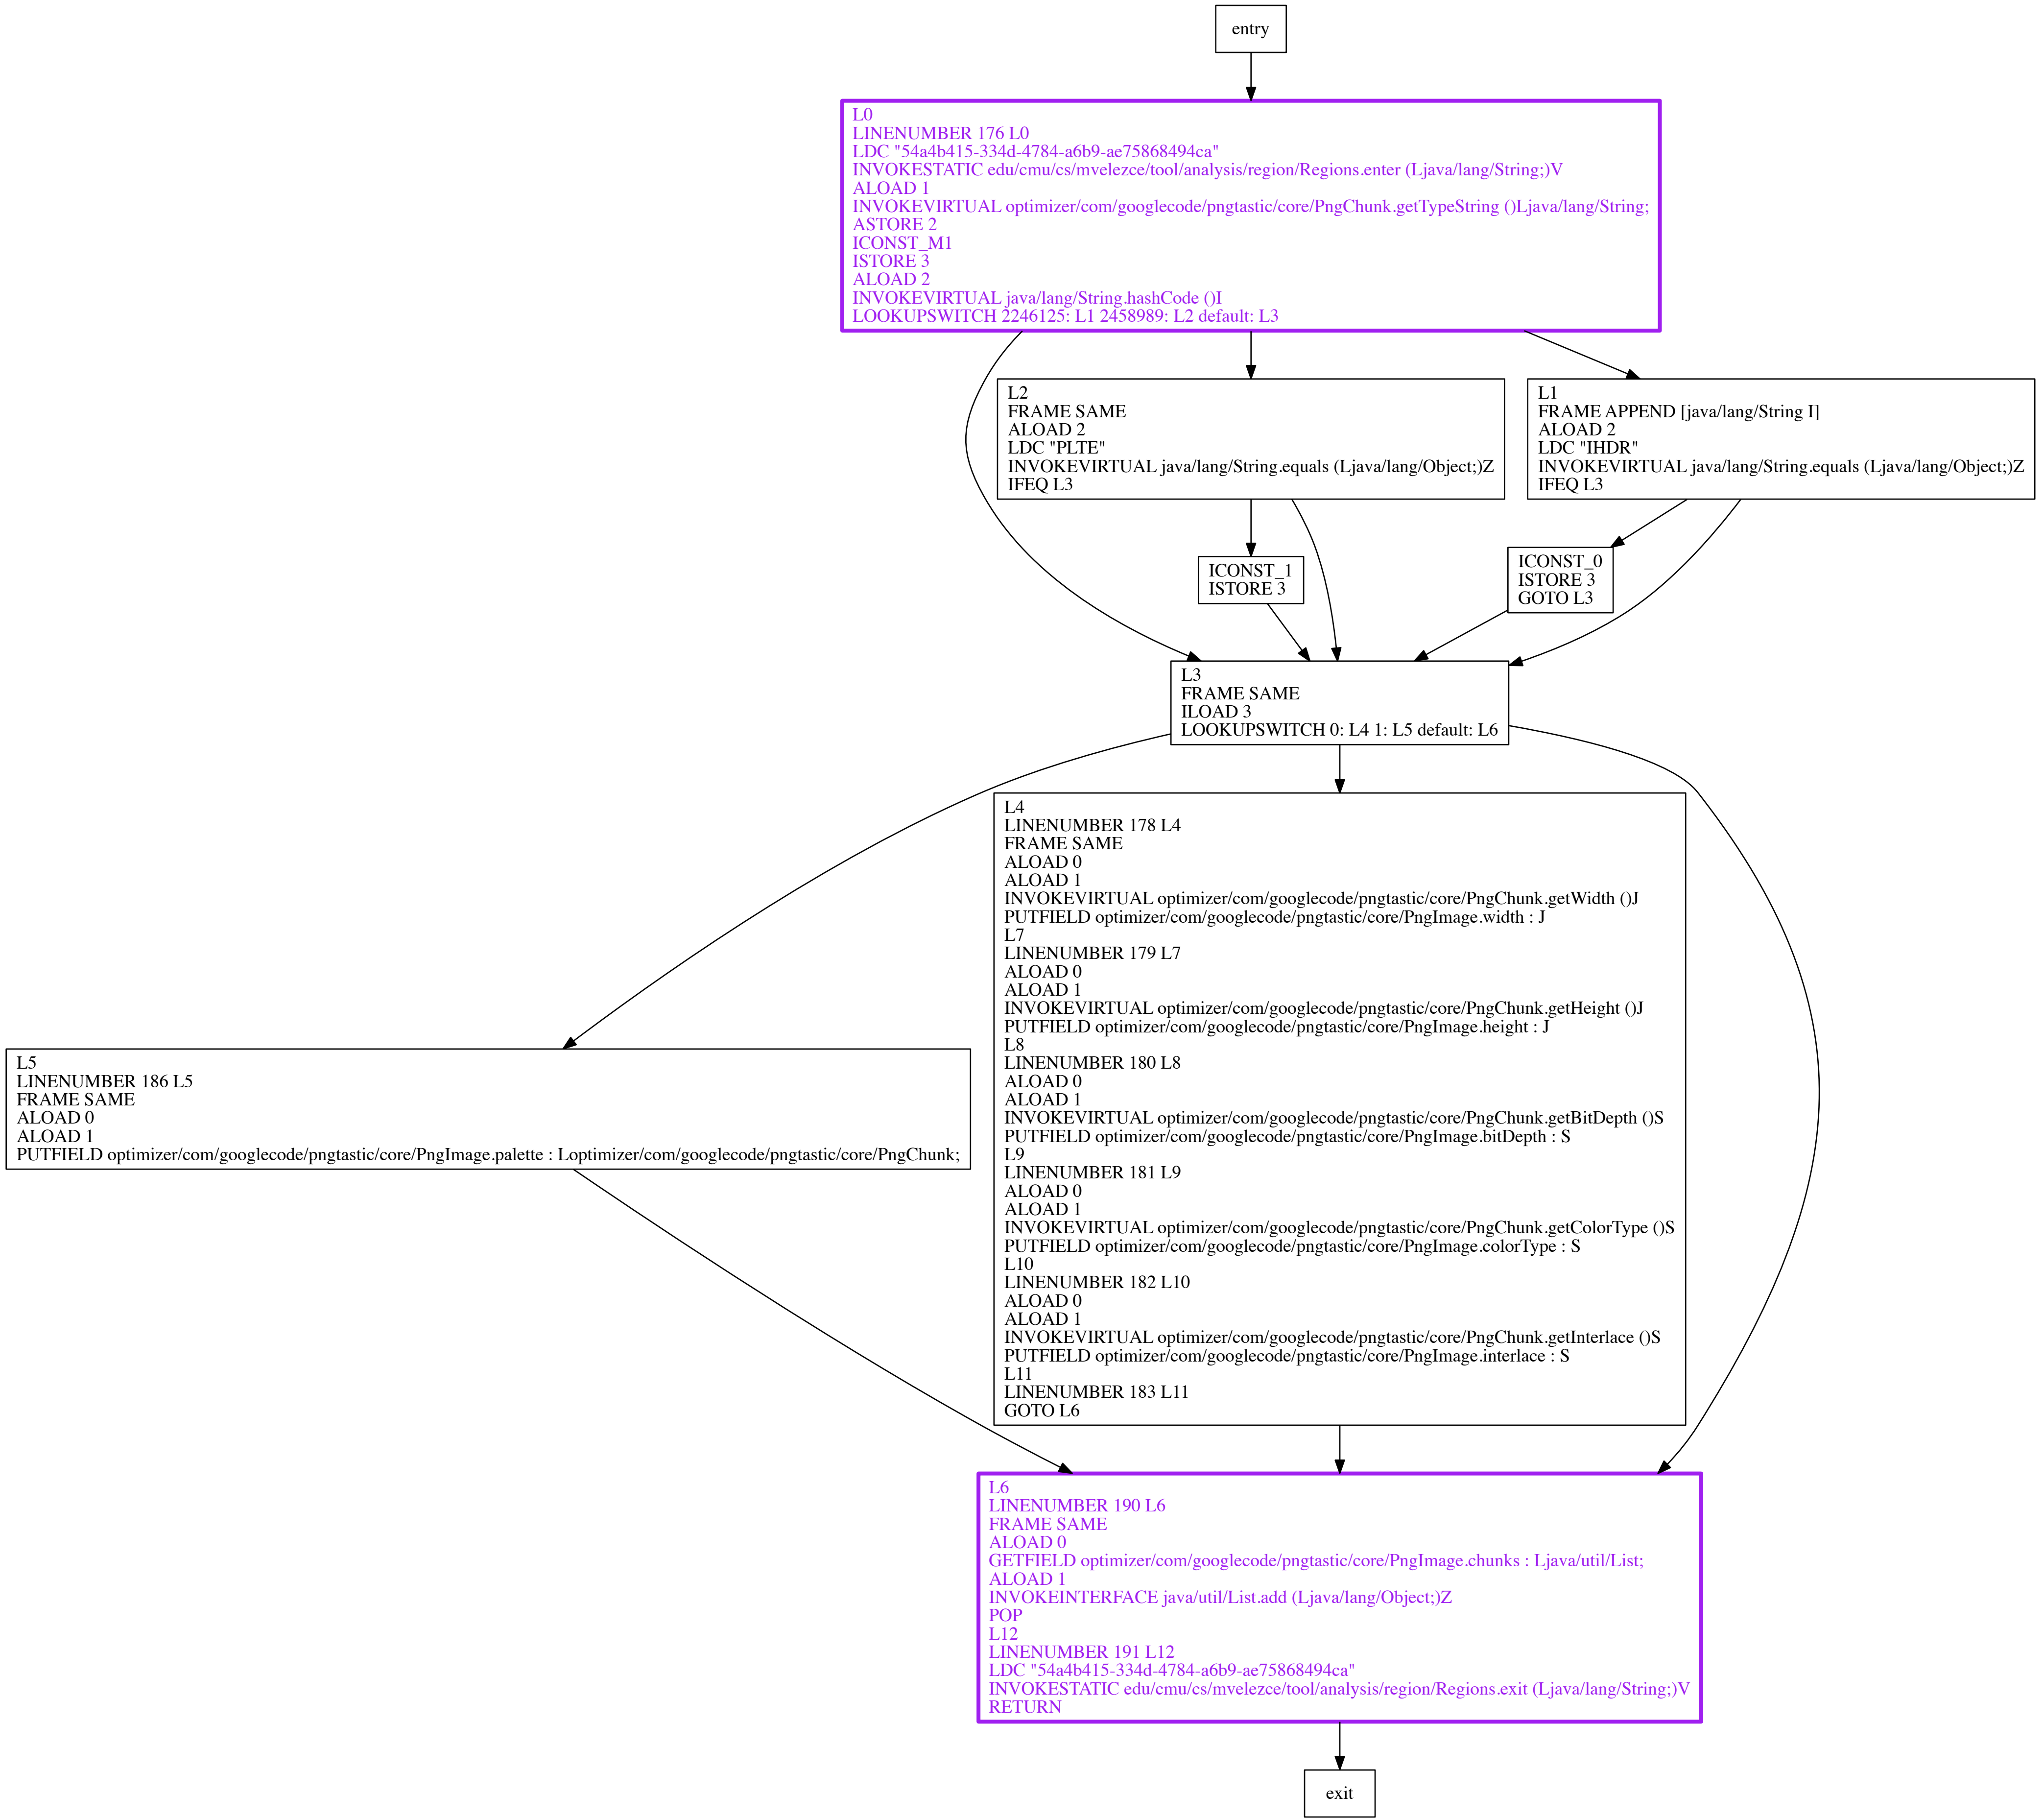 entry
L0
LINENUMBER 176 L0
LDC "54a4b415-334d-4784-a6b9-ae75868494ca"
INVOKESTATIC edu/cmu/cs/mvelezce/tool/analysis/region/Regions.enter (Ljava/lang/String;)V
ALOAD 1
INVOKEVIRTUAL optimizer/com/googlecode/pngtastic/core/PngChunk.getTypeString ()Ljava/lang/String;
ASTORE 2
ICONST_M1
ISTORE 3
ALOAD 2
INVOKEVIRTUAL java/lang/String.hashCode ()I
LOOKUPSWITCH 2246125: L1 2458989: L2 default: L3
L2
FRAME SAME
ALOAD 2
LDC "PLTE"
INVOKEVIRTUAL java/lang/String.equals (Ljava/lang/Object;)Z
IFEQ L3
L1
FRAME APPEND [java/lang/String I]
ALOAD 2
LDC "IHDR"
INVOKEVIRTUAL java/lang/String.equals (Ljava/lang/Object;)Z
IFEQ L3
ICONST_1
ISTORE 3
ICONST_0
ISTORE 3
GOTO L3
L3
FRAME SAME
ILOAD 3
LOOKUPSWITCH 0: L4 1: L5 default: L6
L4
LINENUMBER 178 L4
FRAME SAME
ALOAD 0
ALOAD 1
INVOKEVIRTUAL optimizer/com/googlecode/pngtastic/core/PngChunk.getWidth ()J
PUTFIELD optimizer/com/googlecode/pngtastic/core/PngImage.width : J
L7
LINENUMBER 179 L7
ALOAD 0
ALOAD 1
INVOKEVIRTUAL optimizer/com/googlecode/pngtastic/core/PngChunk.getHeight ()J
PUTFIELD optimizer/com/googlecode/pngtastic/core/PngImage.height : J
L8
LINENUMBER 180 L8
ALOAD 0
ALOAD 1
INVOKEVIRTUAL optimizer/com/googlecode/pngtastic/core/PngChunk.getBitDepth ()S
PUTFIELD optimizer/com/googlecode/pngtastic/core/PngImage.bitDepth : S
L9
LINENUMBER 181 L9
ALOAD 0
ALOAD 1
INVOKEVIRTUAL optimizer/com/googlecode/pngtastic/core/PngChunk.getColorType ()S
PUTFIELD optimizer/com/googlecode/pngtastic/core/PngImage.colorType : S
L10
LINENUMBER 182 L10
ALOAD 0
ALOAD 1
INVOKEVIRTUAL optimizer/com/googlecode/pngtastic/core/PngChunk.getInterlace ()S
PUTFIELD optimizer/com/googlecode/pngtastic/core/PngImage.interlace : S
L11
LINENUMBER 183 L11
GOTO L6
L5
LINENUMBER 186 L5
FRAME SAME
ALOAD 0
ALOAD 1
PUTFIELD optimizer/com/googlecode/pngtastic/core/PngImage.palette : Loptimizer/com/googlecode/pngtastic/core/PngChunk;
L6
LINENUMBER 190 L6
FRAME SAME
ALOAD 0
GETFIELD optimizer/com/googlecode/pngtastic/core/PngImage.chunks : Ljava/util/List;
ALOAD 1
INVOKEINTERFACE java/util/List.add (Ljava/lang/Object;)Z
POP
L12
LINENUMBER 191 L12
LDC "54a4b415-334d-4784-a6b9-ae75868494ca"
INVOKESTATIC edu/cmu/cs/mvelezce/tool/analysis/region/Regions.exit (Ljava/lang/String;)V
RETURN
exit